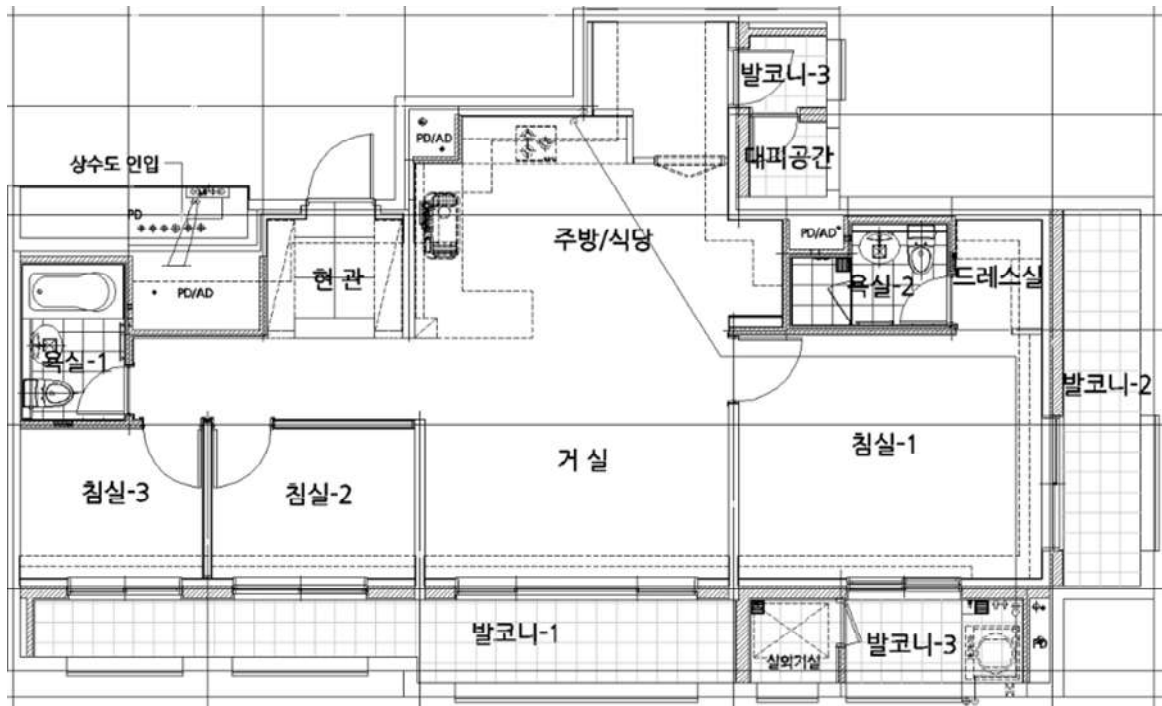 발코니-3
PD/AD
대피공간
상수도 인입
PD
주방/식당
PD/AD
현 관
욕실-2
드레스실
PD/AD
욕실-1
발코니-2
침실-1
거 실
침실-3
침실-2
발코니-1
발코니-3
실외기실